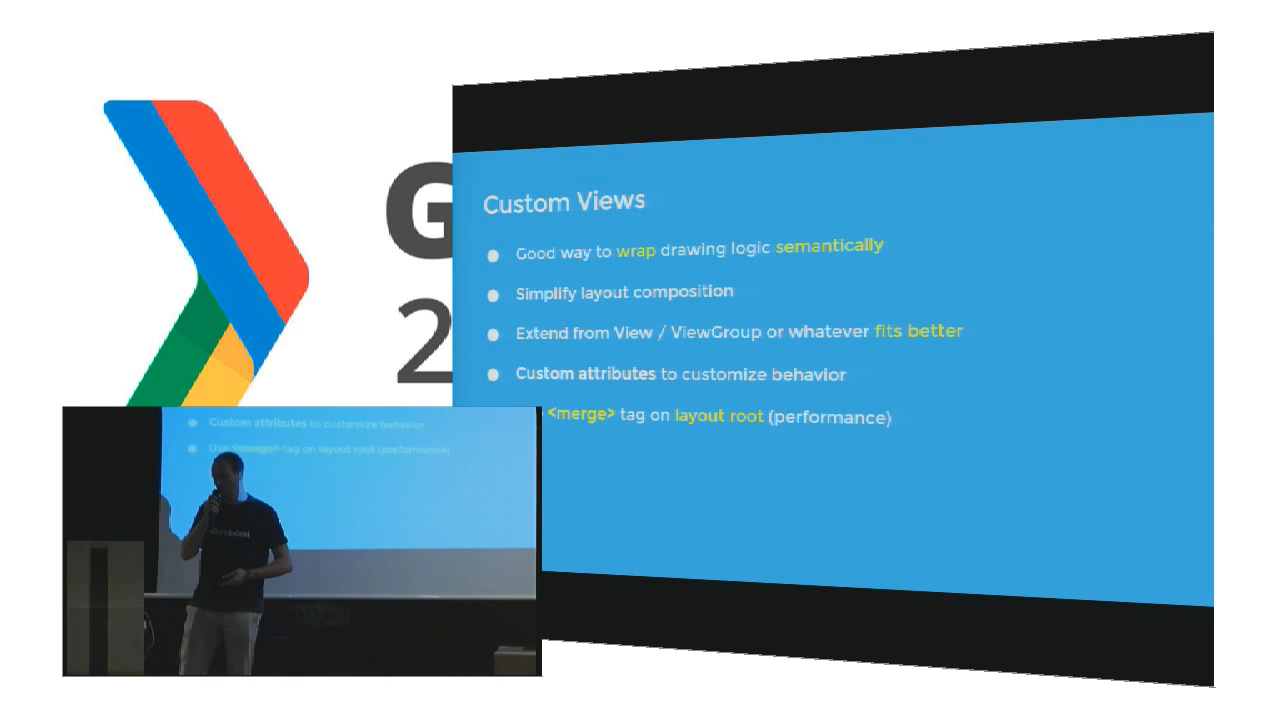 G
2
Custom Views
Good way to wrap drawing logic semantically
Simplify layout composition
Extend from View / ViewGroup or whatever fits better
Custom attributes to customize behavior
<merge> tag on layout root (performance)
Custom attributes to customize behavior
Use <merge> tag on layout root (performance)